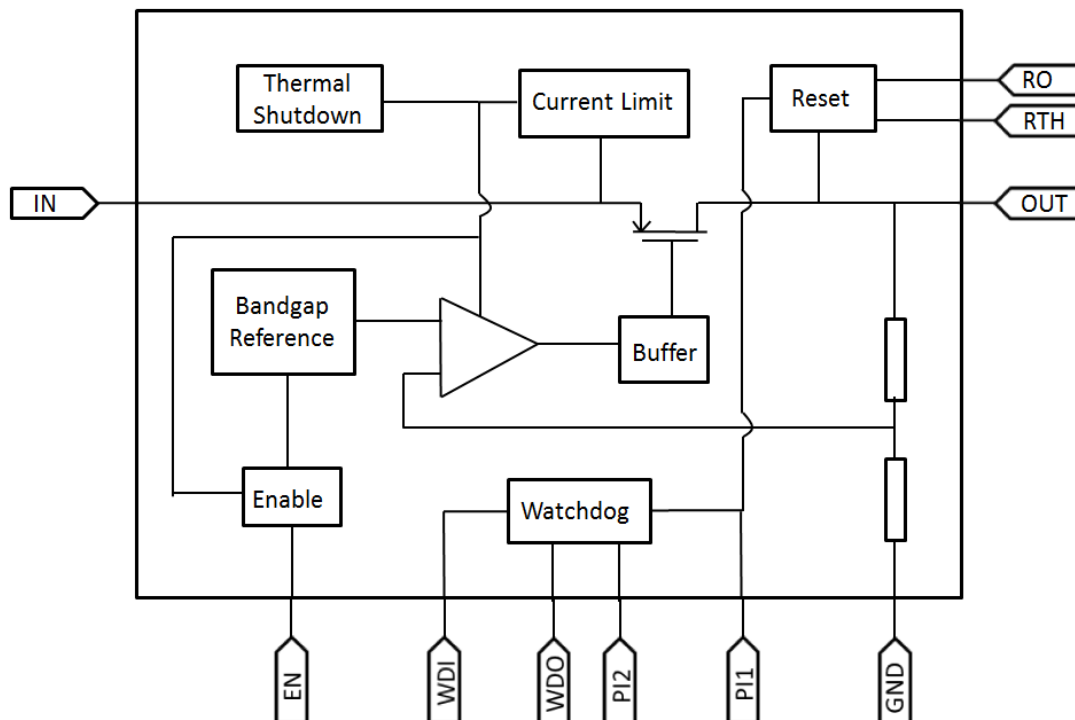 Thermal
Shutdown
Current Limit
Reset
RO
RTH
IN
OUT
Bandgap
Reference
Buffer
Enable
Watchdog
EN
WDI
WDO
PI2
PI1
GND